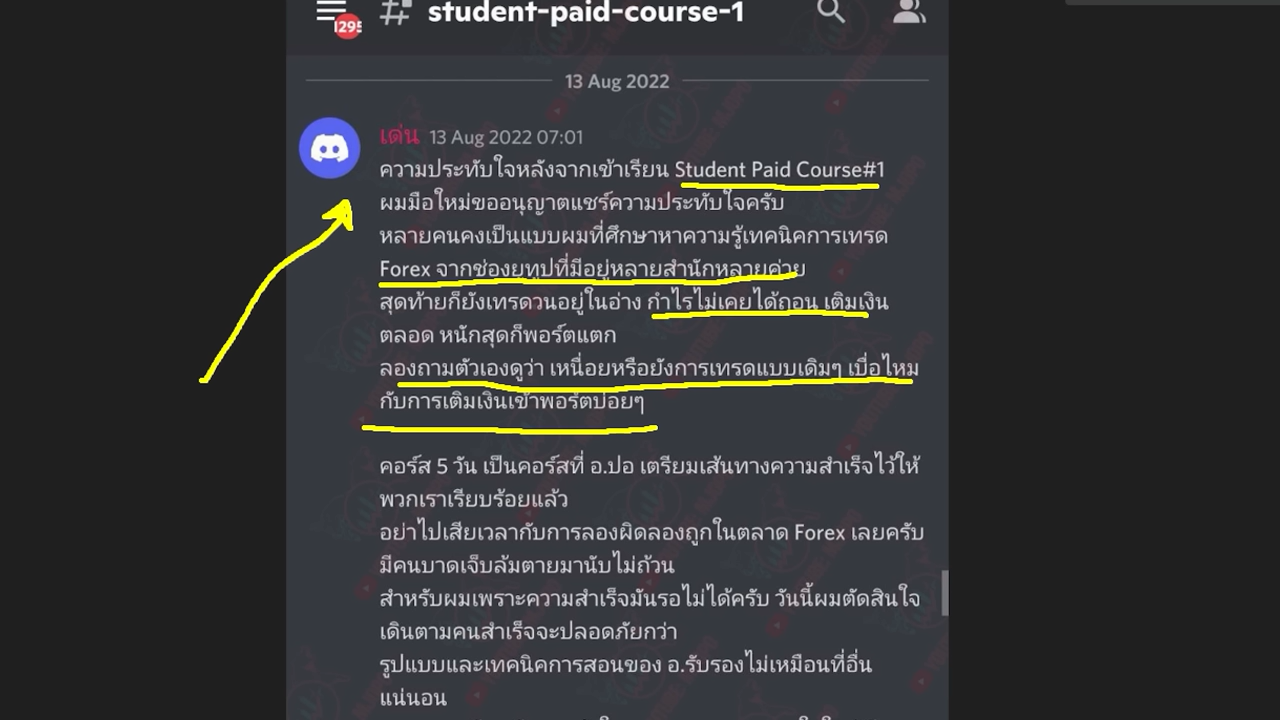 1295
# student-paid-course-1
13 Aug 2022
เด่น 13 Aug 2022 07:01
ความประทับใจหลังจากเข้าเรียน Student Paid Course#1
ผมมือใหม่ขออนุญาตแชร์ความประทับใจครับ
หลายคนคงเป็นแบบผมที่ศึกษาหาความรู้เทคนิคการเทรด
Forex จากช่องยูทูปที่มีอยู่หลายสำนักหลายค่าย
สุดท้ายก็ยังเทรดวนอยู่ในอ่าง กำไรไม่เคยได้ถอน เติมเงิน
ตลอด หนักสุดก็พอร์ตแตก
ลองถามตัวเองดูว่า เหนื่อยหรือยังการเทรดแบบเดิมๆ เบื่อไหม
กับการเติมเงินเข้าพอร์ตบ่อยๆ
คอร์ส 5 วัน เป็นคอร์สที่ อ.ปอ เตรียมเส้นทางความสำเร็จไว้ให้
พวกเราเรียบร้อยแล้ว
อย่าไปเสียเวลากับการลองผิดลองถูกในตลาด Forex เลยครับ
มีคนบาดเจ็บล้มตายมานับไม่ถ้วน
สำหรับผมเพราะความสำเร็จมันรอไม่ได้ครับ วันนี้ผมตัดสินใจ
เดินตามคนสำเร็จจะปลอดภัยกว่า
รูปแบบและเทคนิคการสอนของ อ.รับรองไม่เหมือนที่อื่น
แน่นอน